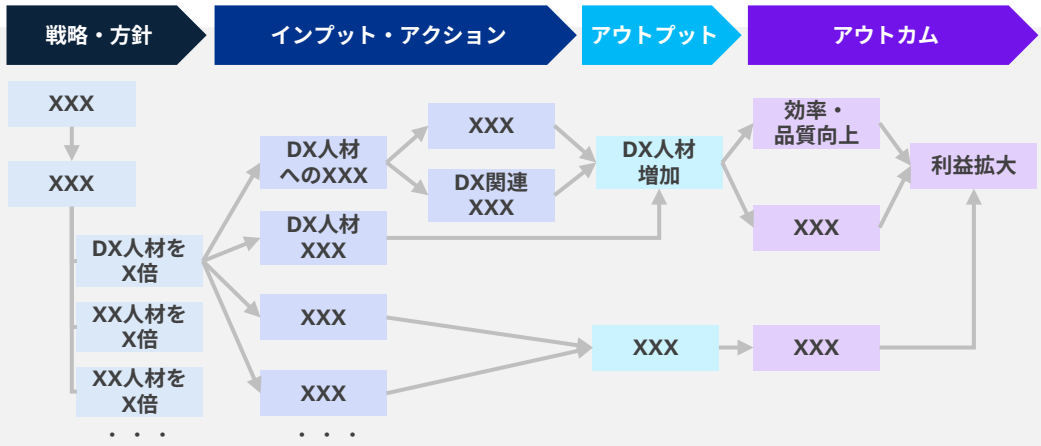 戦略・方針
インプット・アクション
アウトプット
アウトカム
XXX
XXX
DX人材を
X倍
XX人材を
X倍
XX人材を
X倍
・・・
DX人材
へのXXX
DX人材
XXX
XXX
XXX
・・・
XXX
DX関連
XXX
DX人材
増加
XXX
効率・
品質向上
XXX
XXX
利益拡大